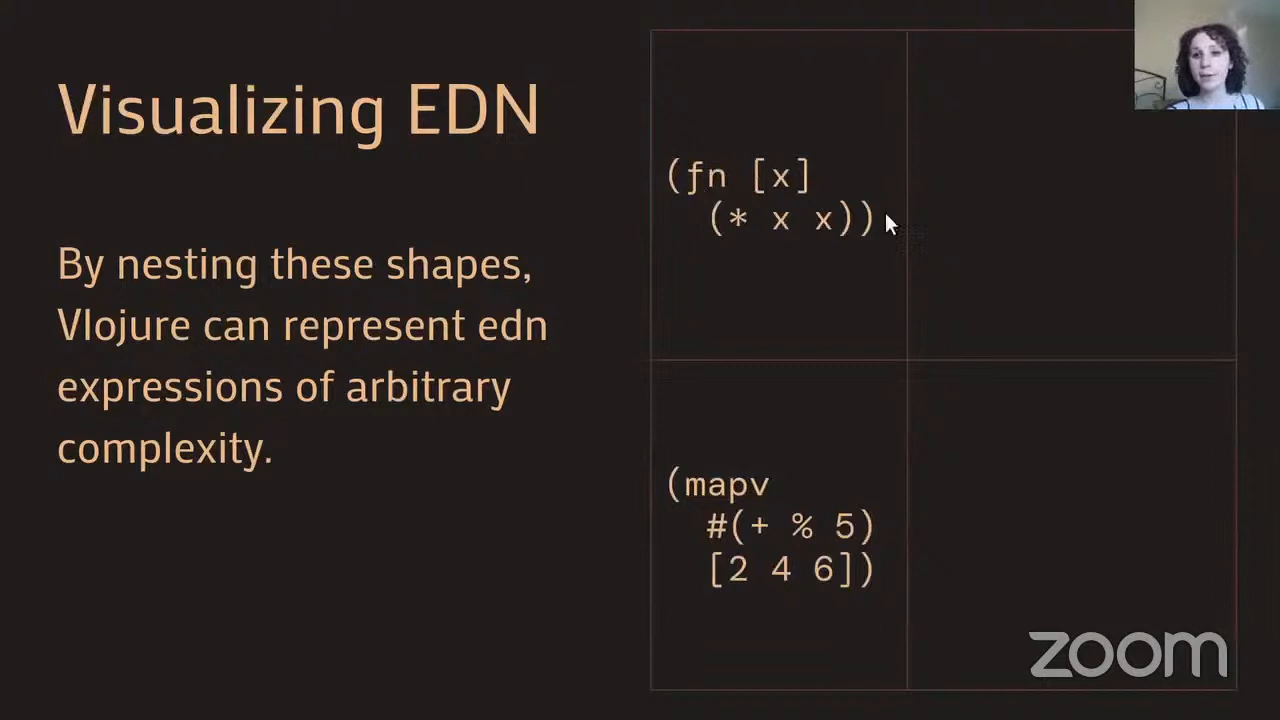 Visualizing EDN
By nesting these shapes,
Vlojure can represent edn
expressions of arbitrary
complexity.
(fn [x]
(* x x))
(mapv
#(+ % 5)
[2 4 6])
zoom